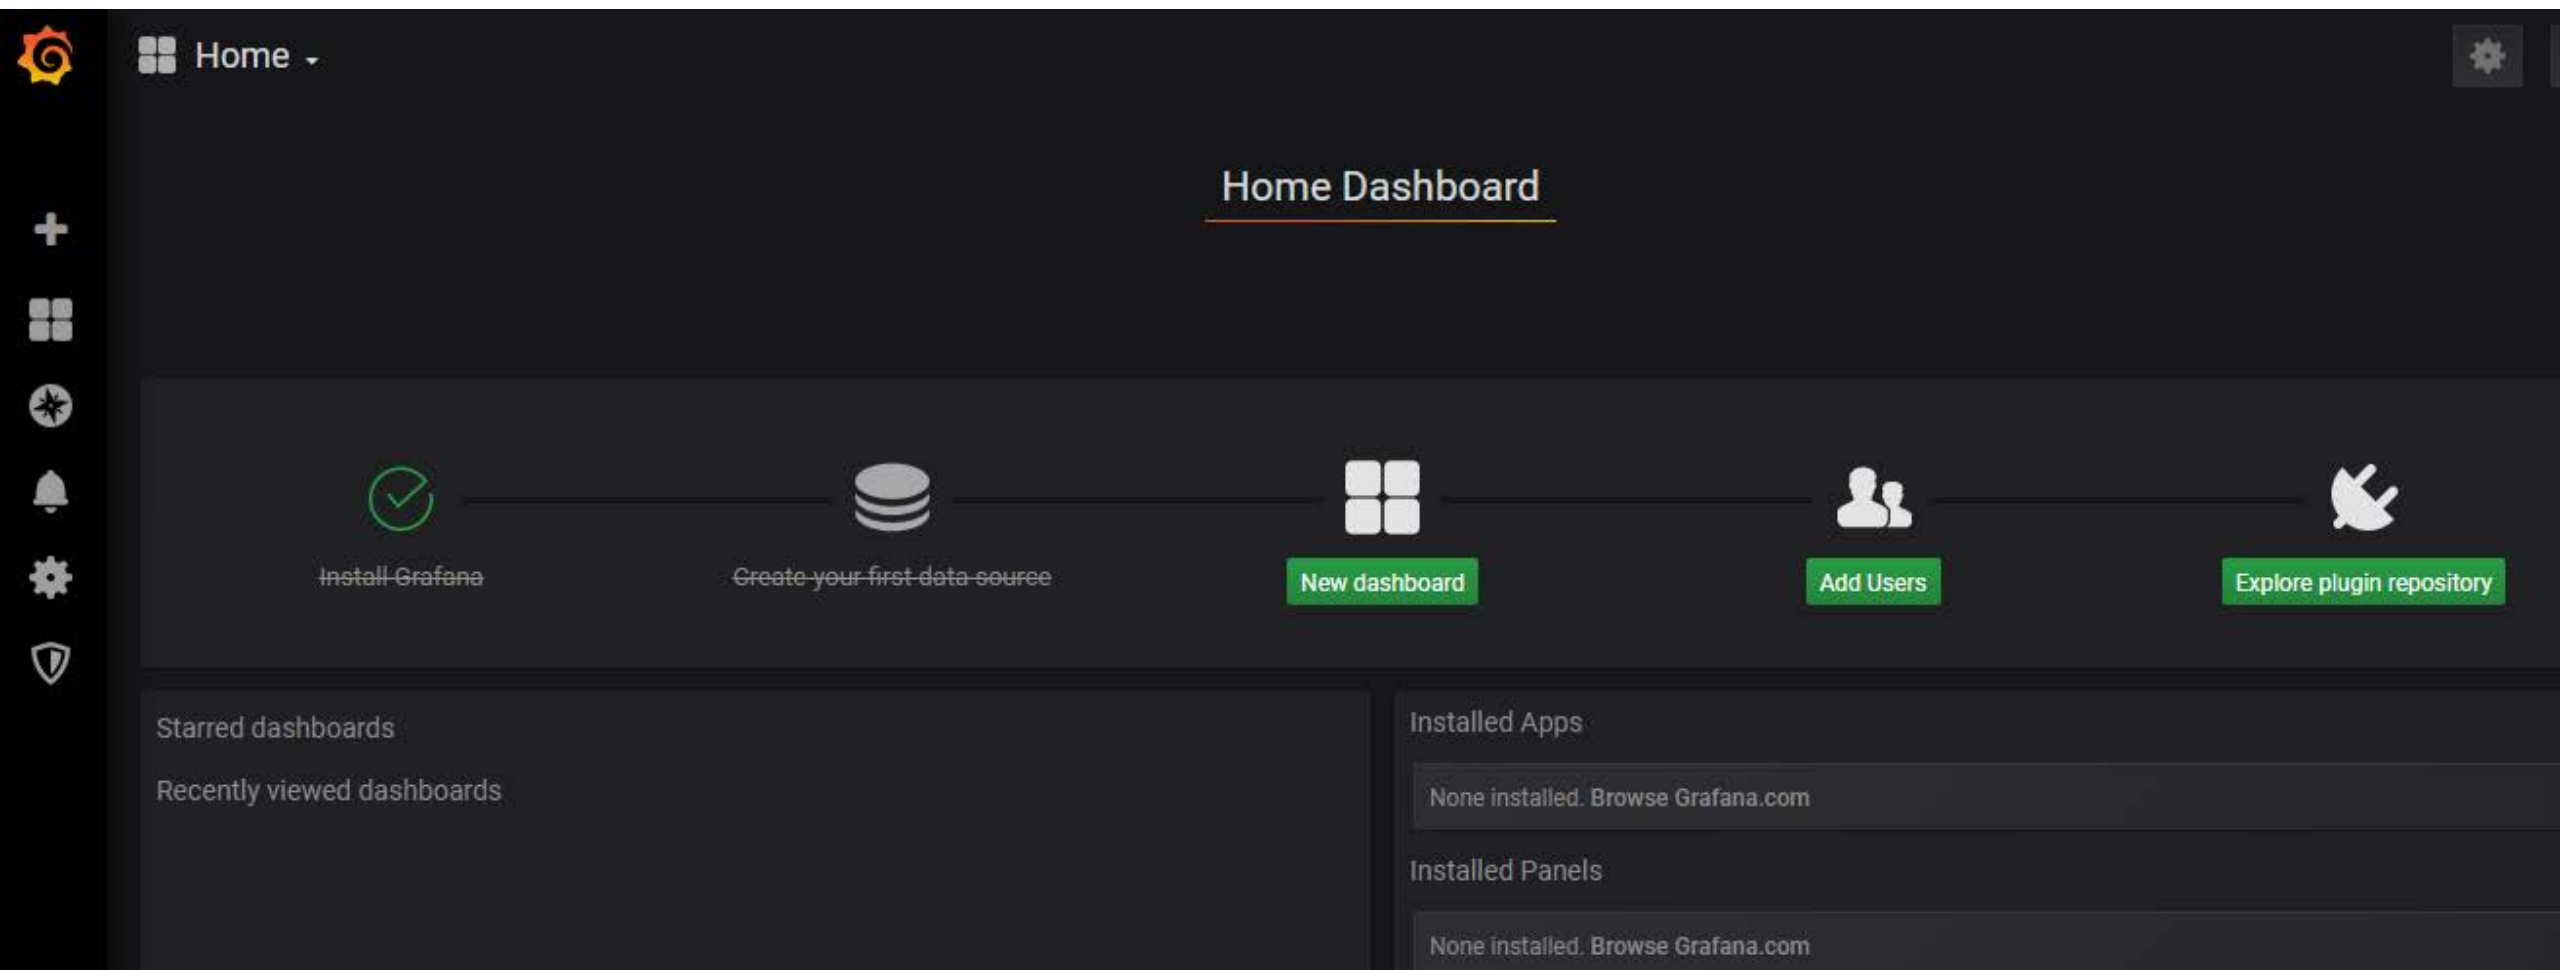 Home
Home Dashboard
Install Grafana
Create your first data source
New dashboard
Add Users
Explore plugin repository
Starred dashboards
Recently viewed dashboards
Installed Apps
None installed. Browse Grafana.com
Installed Panels
None installed. Browse Grafana.com